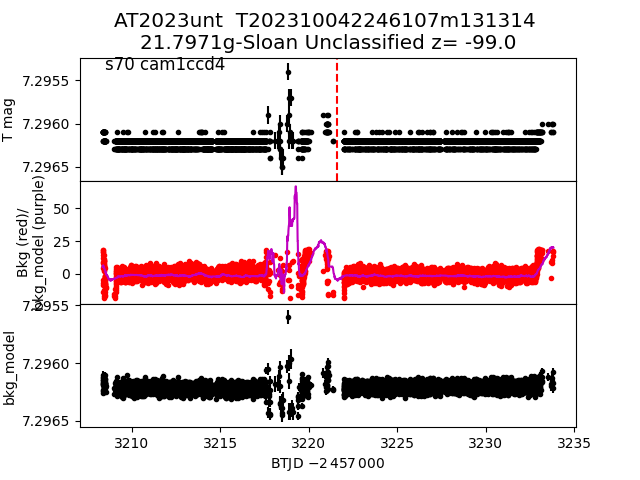 AT2023unt  T202310042246107m131314
21.7971g-Sloan Unclassified z= -99.0
s70 cam1ccd4
T mag
7.2955
7.2960
7.2965
Bkg (red)/
bkg_model (purple)
50
25
0
bkg_model
7.2955
7.2960
7.2965
3210 3215 3220 3225 3230 3235
BTJD −2 457 000